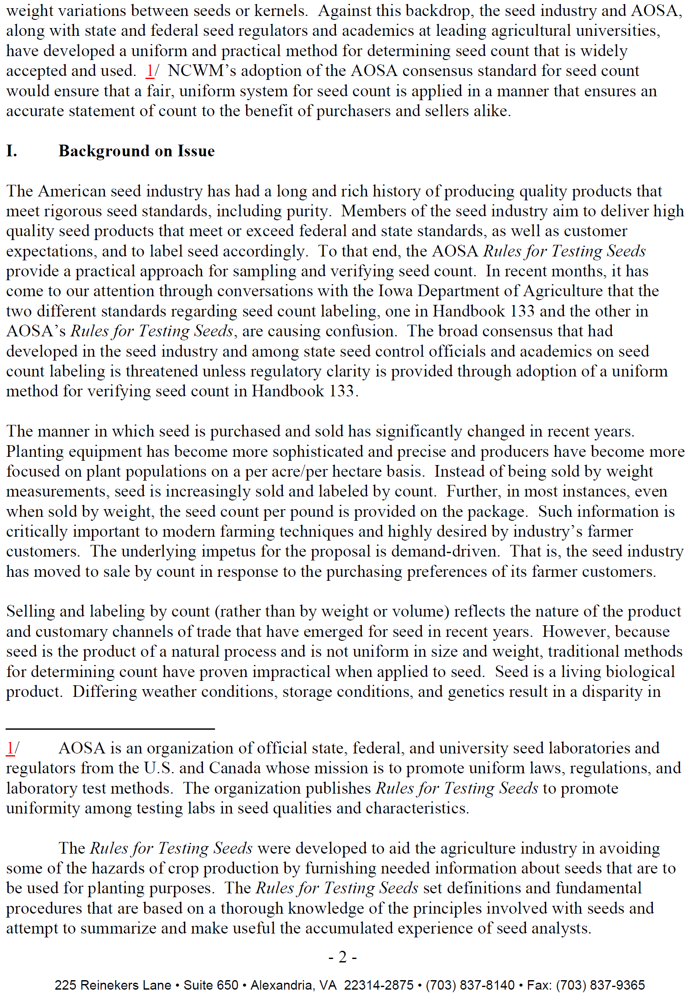 weight variations between seeds or kernels.  Against this backdrop, the seed industry and AOSA,
along with state and federal seed regulators and academics at leading agricultural universities,
have developed a uniform and practical method for determining seed count that is widely
accepted and used.  1/  NCWM’s adoption of the AOSA consensus standard for seed count
would ensure that a fair, uniform system for seed count is applied in a manner that ensures an
accurate statement of count to the benefit of purchasers and sellers alike.
I. Background on Issue
The American seed industry has had a long and rich history of producing quality products that
meet rigorous seed standards, including purity.  Members of the seed industry aim to deliver high
quality seed products that meet or exceed federal and state standards, as well as customer
expectations, and to label seed accordingly.  To that end, the AOSA Rules for Testing Seeds
provide a practical approach for sampling and verifying seed count.  In recent months, it has
come to our attention through conversations with the Iowa Department of Agriculture that the
two different standards regarding seed count labeling, one in Handbook 133 and the other in
AOSA’s Rules for Testing Seeds, are causing confusion.  The broad consensus that had
developed in the seed industry and among state seed control officials and academics on seed
count labeling is threatened unless regulatory clarity is provided through adoption of a uniform
method for verifying seed count in Handbook 133.
The manner in which seed is purchased and sold has significantly changed in recent years.
Planting equipment has become more sophisticated and precise and producers have become more
focused on plant populations on a per acre/per hectare basis.  Instead of being sold by weight
measurements, seed is increasingly sold and labeled by count.  Further, in most instances, even
when sold by weight, the seed count per pound is provided on the package.  Such information is
critically important to modern farming techniques and highly desired by industry’s farmer
customers.  The underlying impetus for the proposal is demand-driven.  That is, the seed industry
has moved to sale by count in response to the purchasing preferences of its farmer customers.
Selling and labeling by count (rather than by weight or volume) reflects the nature of the product
and customary channels of trade that have emerged for seed in recent years.  However, because
seed is the product of a natural process and is not uniform in size and weight, traditional methods
for determining count have proven impractical when applied to seed.  Seed is a living biological
product.  Differing weather conditions, storage conditions, and genetics result in a disparity in
1/ AOSA is an organization of official state, federal, and university seed laboratories and
regulators from the U.S. and Canada whose mission is to promote uniform laws, regulations, and
laboratory test methods.  The organization publishes Rules for Testing Seeds to promote
uniformity among testing labs in seed qualities and characteristics.
The Rules for Testing Seeds were developed to aid the agriculture industry in avoiding
some of the hazards of crop production by furnishing needed information about seeds that are to
be used for planting purposes.  The Rules for Testing Seeds set definitions and fundamental
procedures that are based on a thorough knowledge of the principles involved with seeds and
attempt to summarize and make useful the accumulated experience of seed analysts.
- 2 -
225 Reinekers Lane • Suite 650 • Alexandria, VA  22314-2875 • (703) 837-8140 • Fax: (703) 837-9365